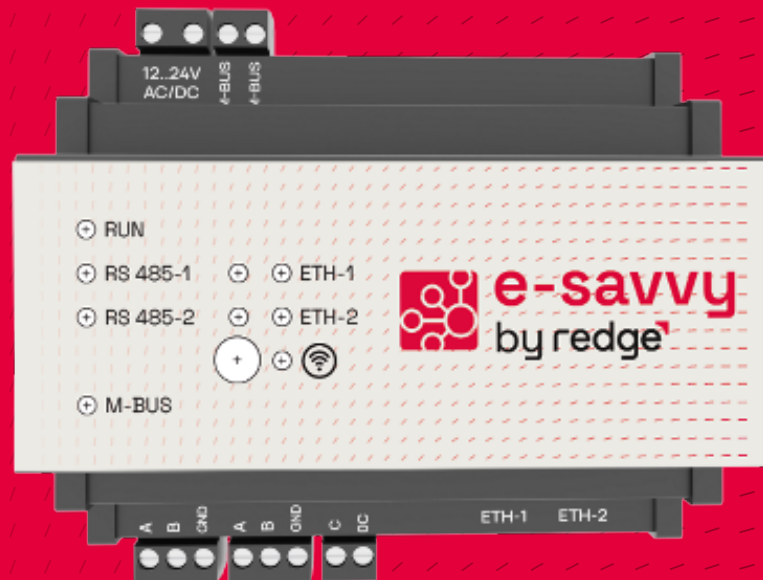 12..24V
AC/DC
M-BUS
M-BUS
RUN
RS 485-1
ETH-1
RS 485-2
ETH-2
M-BUS
e-savvy
by redge
A
B
GND
A
B
GND
C
ETH-1
ETH-2